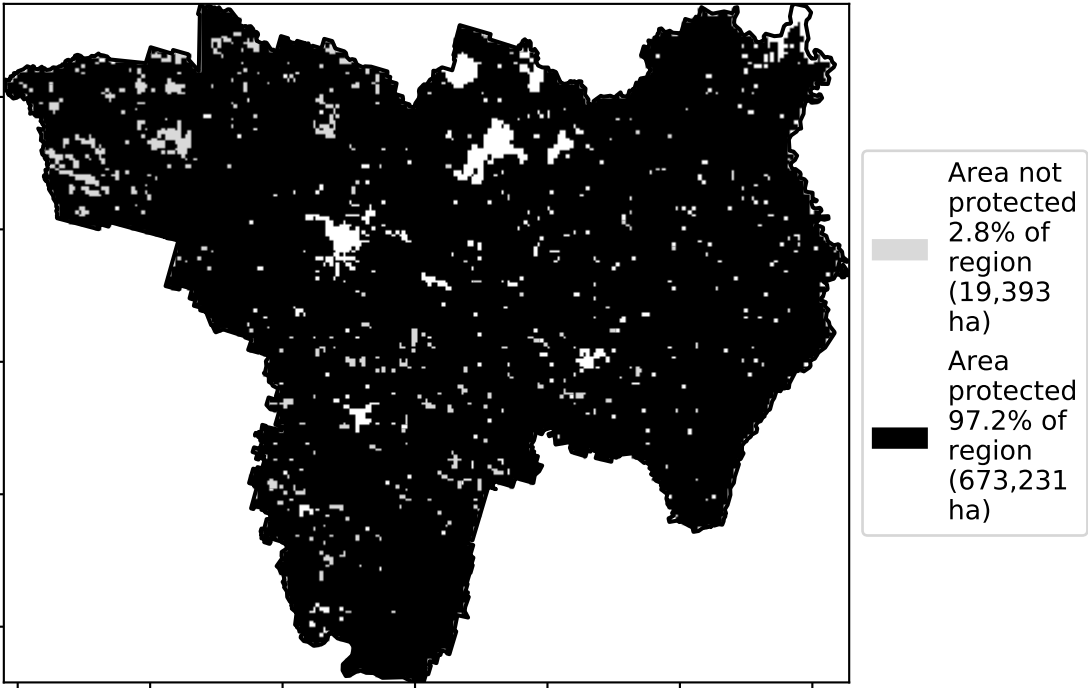 Area not
protected
2.8% of
region
(19,393
ha)
Area
protected
97.2% of
region
(673,231
ha)